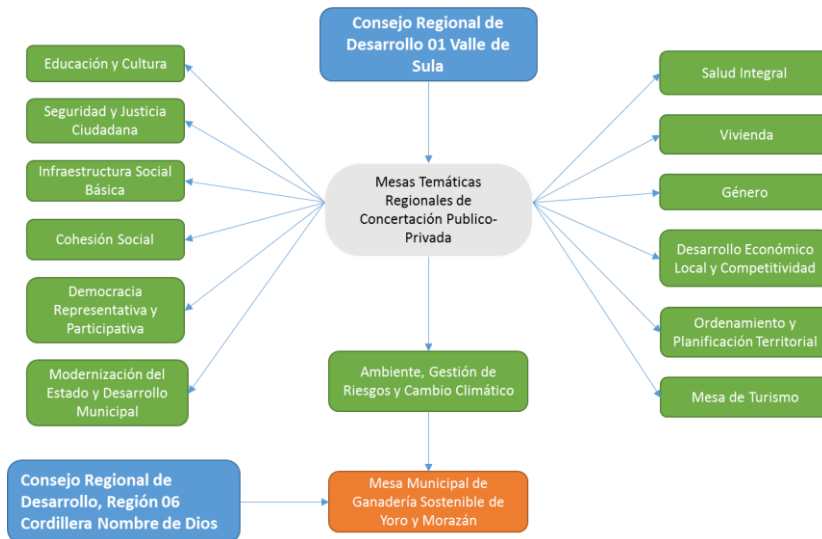 Consejo Regional de
Desarrollo 01 Valle de
Sula
Educación y Cultura
Seguridad y Justicia
Ciudadana
Infraestructura Social
Básica
Cohesión Social
Democracia
Representativa y
Participativa
Modernización del
Estado y Desarrollo
Municipal
Mesas Temáticas
Regionales de
Concertación Publico-
Privada
Salud Integral
Vivienda
Género
Desarrollo Económico
Local y Competitividad
Ordenamiento y
Planificación Territorial
Mesa de Turismo
Ambiente, Gestión de
Riesgos y Cambio Climático
Consejo Regional de
Desarrollo, Región 06
Cordillera Nombre de Dios
Mesa Municipal de
Ganadería Sostenible de
Yoro y Morazán